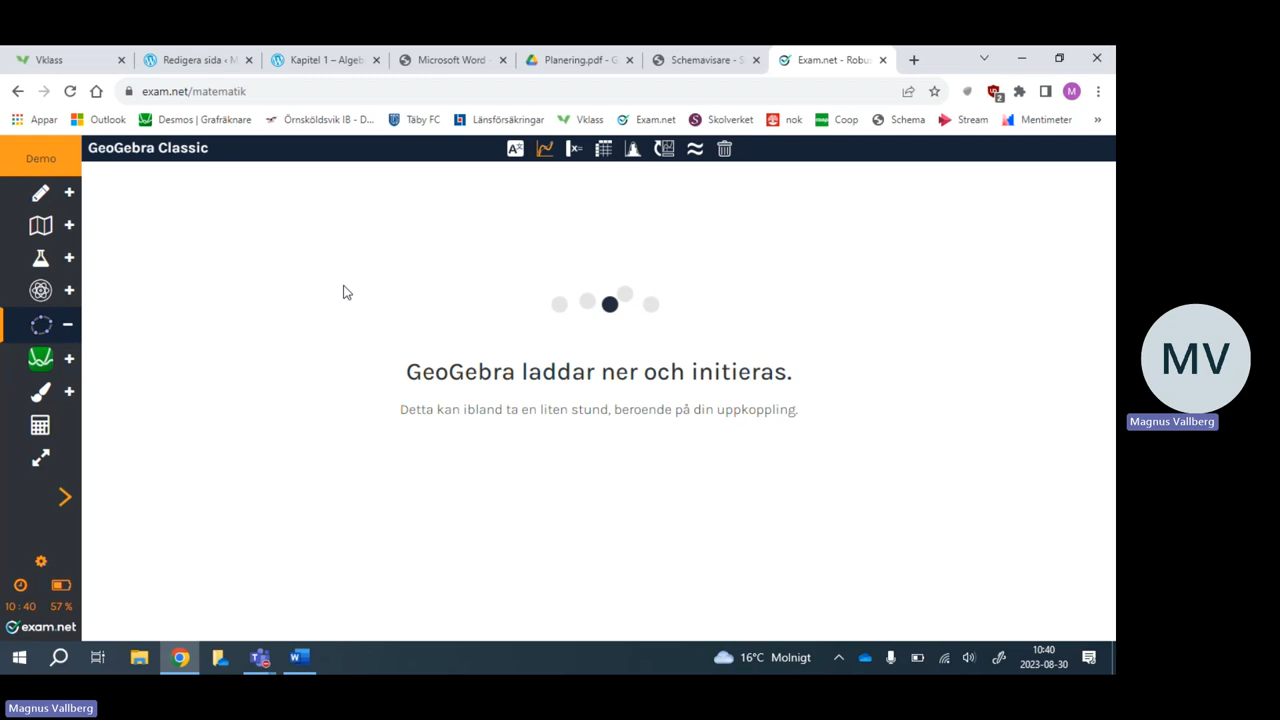 Vklass
Redigera sida ‹ M
Kapitel 1 – Algeb
Microsoft Word -
Planering.pdf - G
Schemavisare - S
Exam.net - Robus
exam.net/matematik
M
2
Appar
Outlook
Desmos | Grafräknare
Örnsköldsvik IB – D...
Täby FC
Länsförsäkringar
Vklass
Exam.net
Skolverket
nok
Coop
Schema
Stream
Mentimeter
»
Demo
GeoGebra Classic
GeoGebra laddar ner och initieras.
Detta kan ibland ta en liten stund, beroende på din uppkoppling.
MV
Magnus Vallberg
10:40
57 %
exam.net
16°C Molnigt
10:40
2023-08-30
Magnus Vallberg